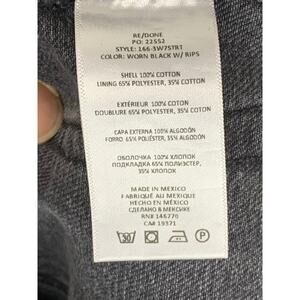 RE/DONE
PO: 22552
STYLE: 166-3W7STRT
COLOR: WORN BLACK W/ RIPS
SHELL 100% COTTON
LINING 65% POLYESTER, 35% COTTON
EXTÉRIEUR 100% COTON
DOUBLURE 65% POLYESTER, 35% COTON
CAPA EXTERNA 100% ALGODÓN
FORRO 65% POLIÉSTER, 35% ALGODÓN
ОБОЛОЧКА 100% ХЛОПОК
ПОДКЛАДКА 65% ПОЛИЭСТЕР,
35% ХЛОПОК
MADE IN MEXICO
FABRIQUÉ AU MEXIQUE
HECHO EN MÉXICO
СДЕЛАНО В МЕКСИКЕ
RN# 146776
CA# 19371
30
P